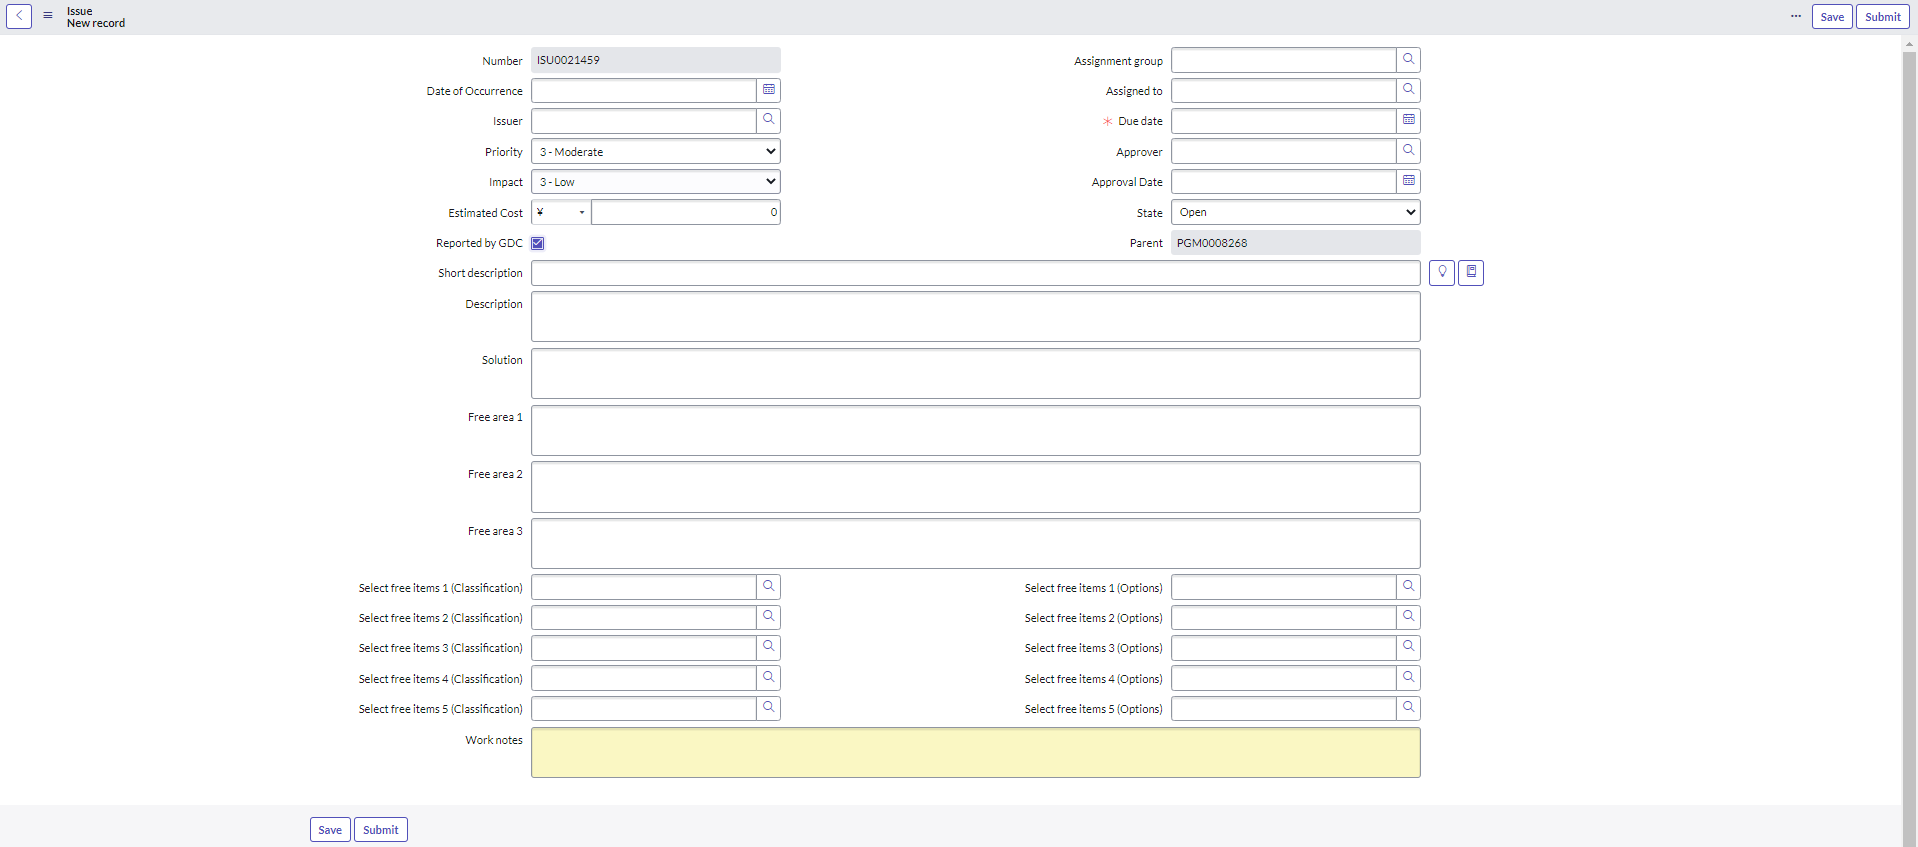 Issue
New record
Save
Submit
Number
ISU0021459
Assignment group
Date of Occurrence
Assigned to
Issuer
Due date
Priority
3 - Moderate
Approver
Impact
3 - Low
Approval Date
Estimated Cost
¥
0
State
Open
Reported by GDC
Parent
PGM0008268
Short description
Description
Solution
Free area 1
Free area 2
Free area 3
Select free items 1 (Classification)
Select free items 1 (Options)
Select free items 2 (Classification)
Select free items 2 (Options)
Select free items 3 (Classification)
Select free items 3 (Options)
Select free items 4 (Classification)
Select free items 4 (Options)
Select free items 5 (Classification)
Select free items 5 (Options)
Work notes
Save
Submit